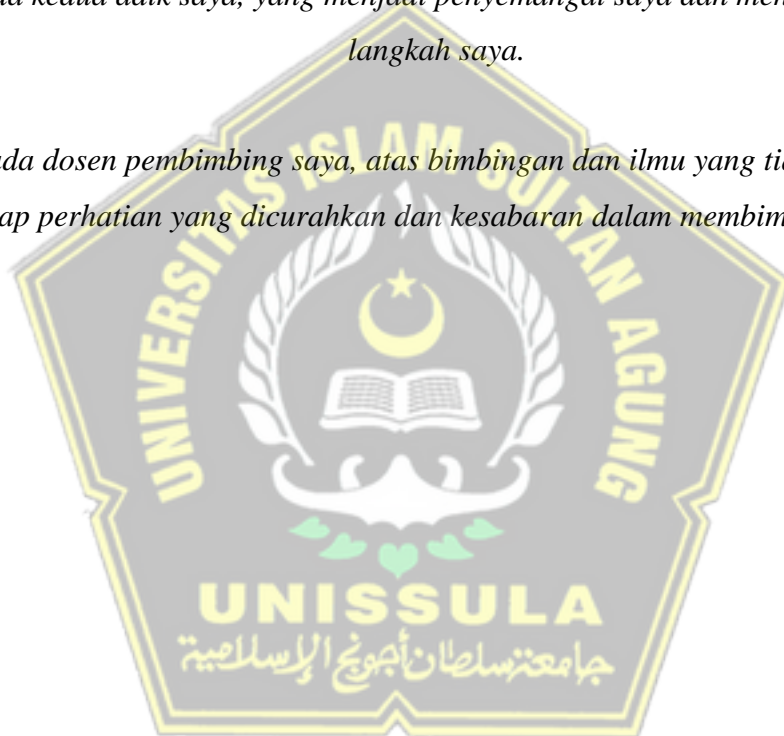 kedua adik saya, yang menjadi penyemangat saya dan
langkah saya.
dosen pembimbing saya, atas bimbingan dan ilmu yang
perhatian yang dicurahkan dan kesabaran dalam
UNIVERSITAS ISLAM SULTAN AGUNG
UNISSULA
جامعة سلطان أجونج الإسلامية